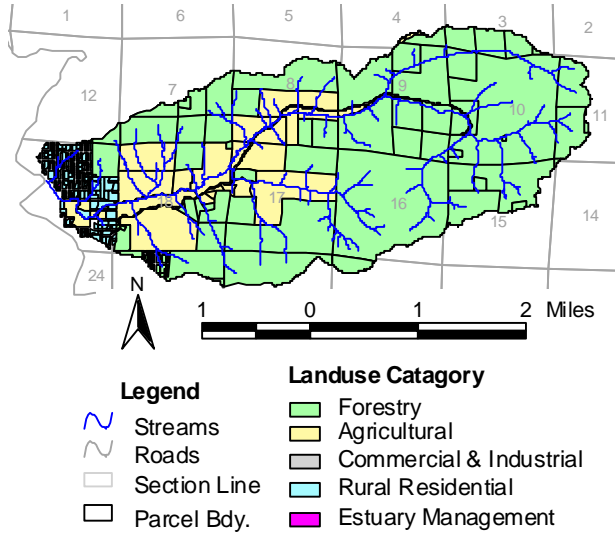 1 6 5 4 3 2
12 7 8 9 10 11
18 17 16 15 14
24
N
1 0 1 2 Miles
Legend
Streams
Roads
Section Line
Parcel Bdy.
Landuse Catagory
Forestry
Agricultural
Commercial & Industrial
Rural Residential
Estuary Management